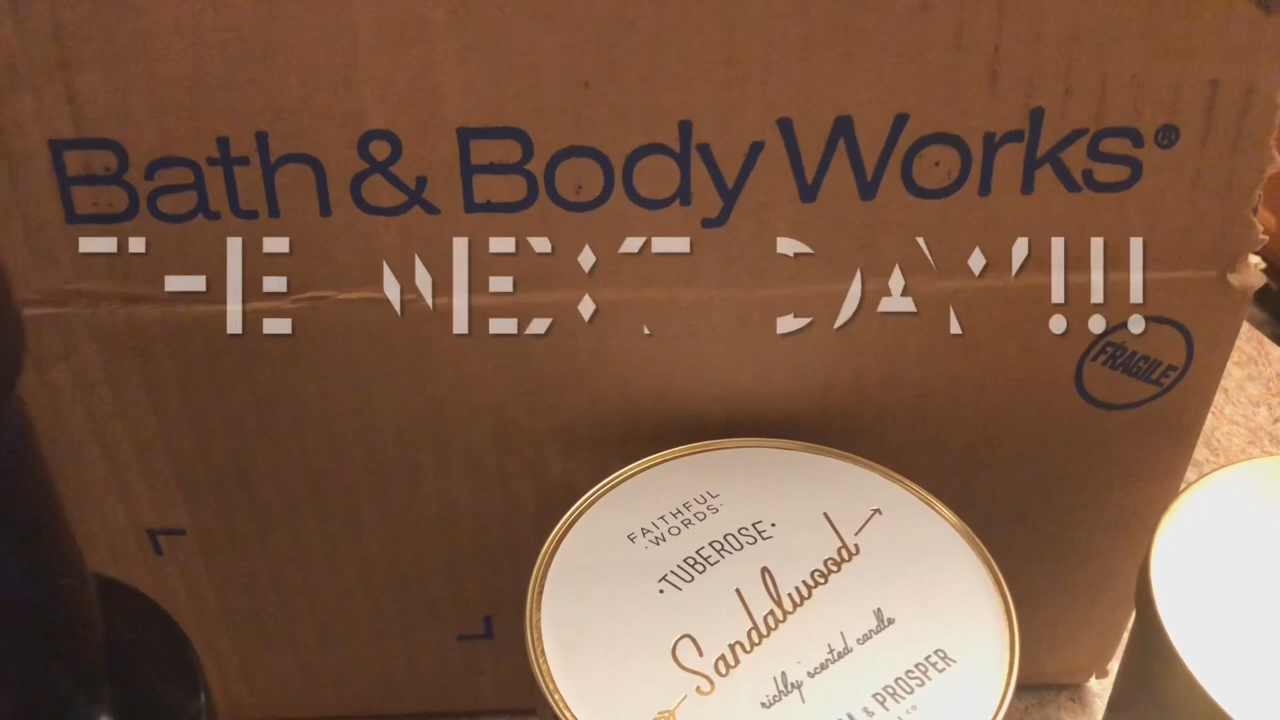 Bath & Body Works®
THE NEXT DAY!!!
FRAGILE
FAITHFUL
·WORDS·
·TUBEROSE·
Sandalwood
richly scented candle
& PROSPER